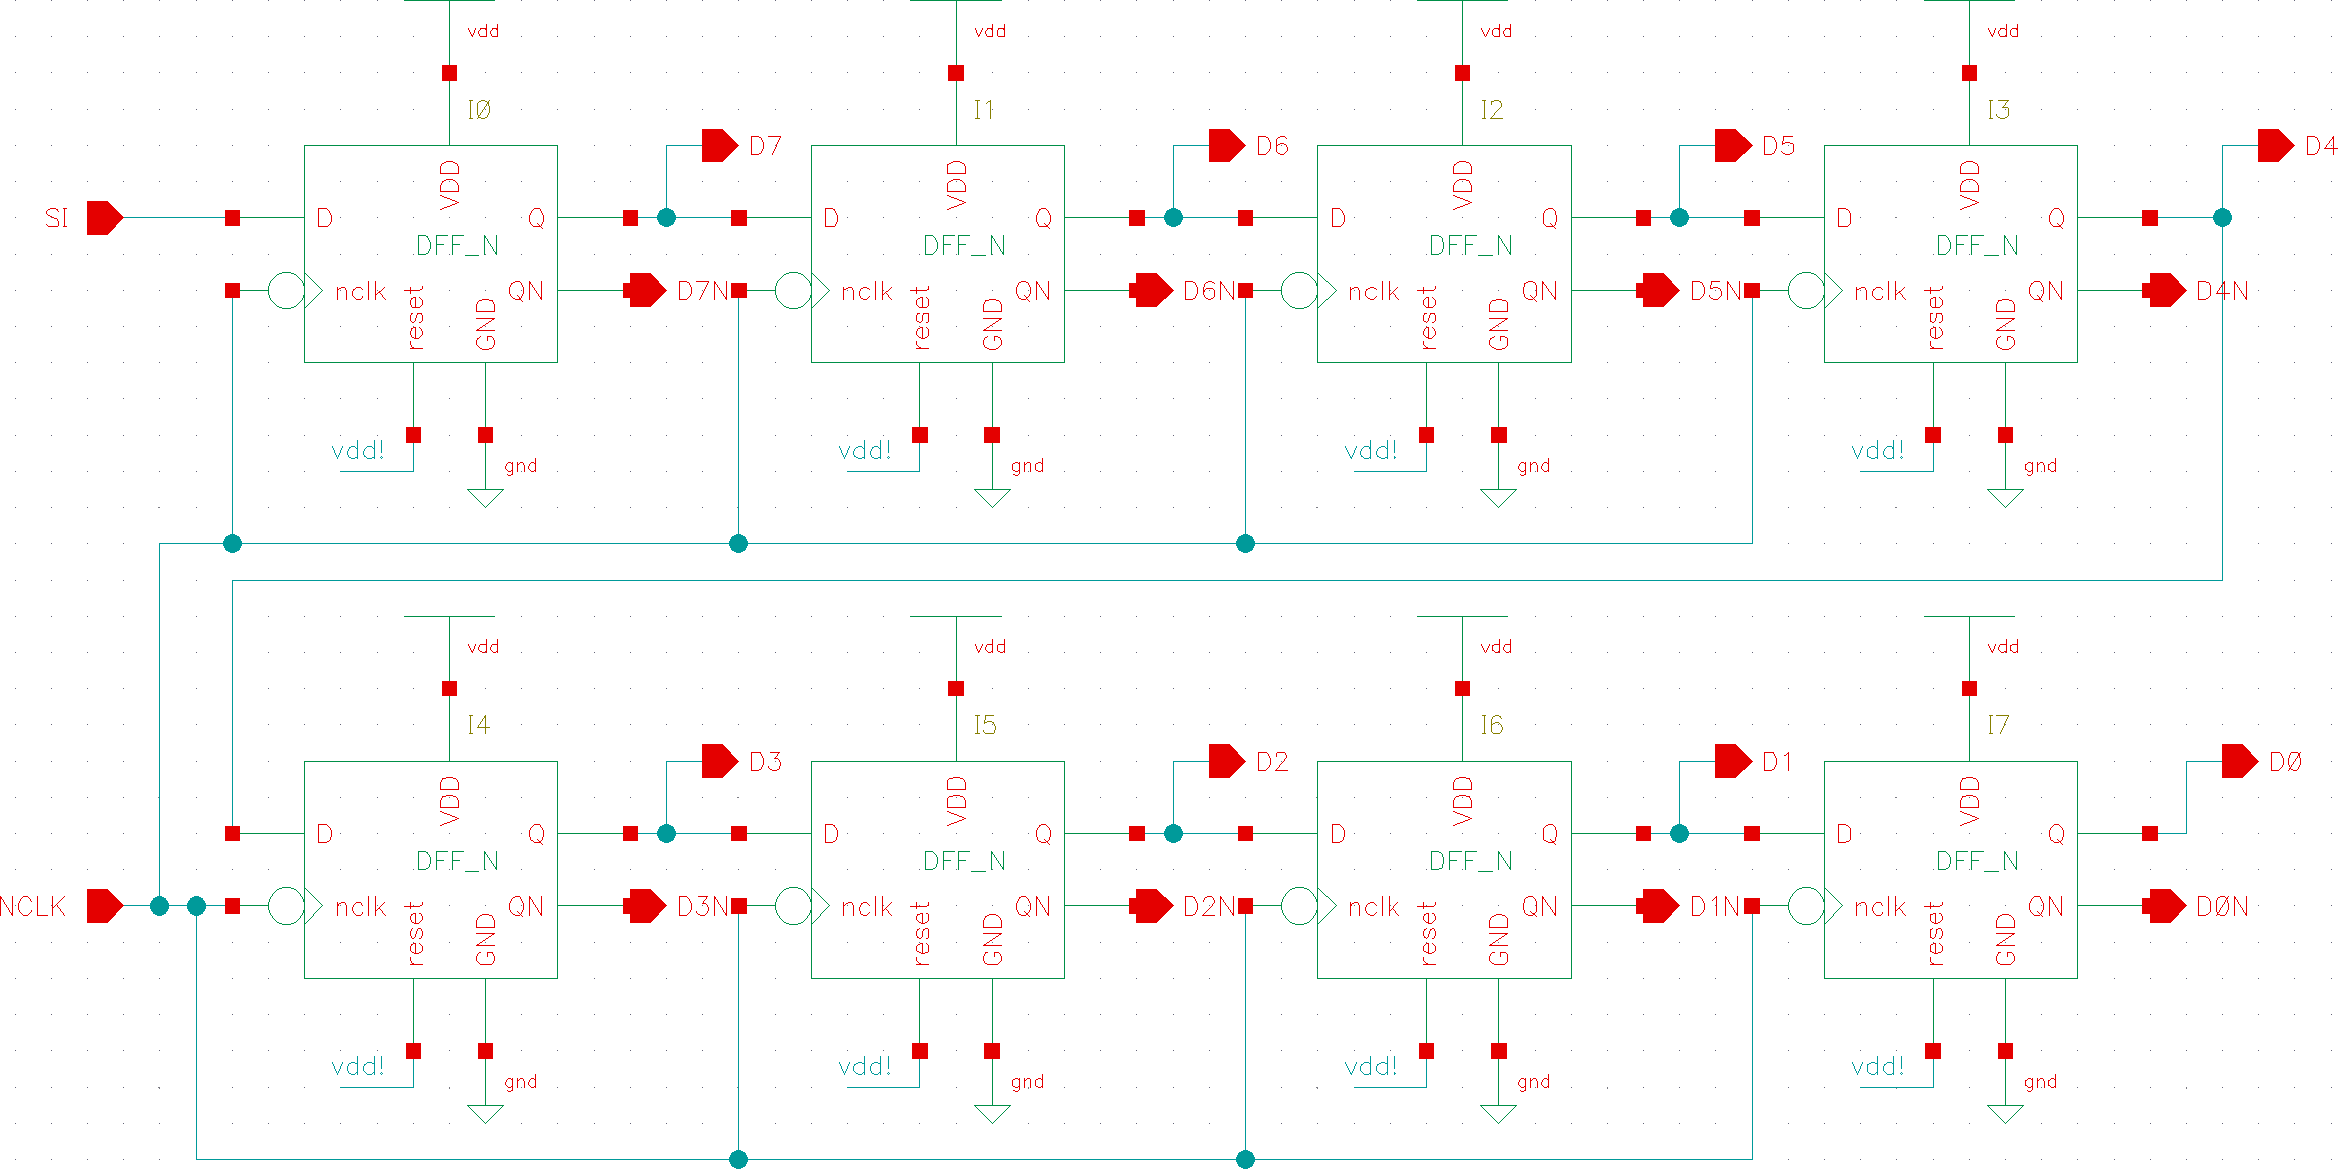 vdd vdd vdd vdd
I0 I1 I2 I3
D7 D6 D5 D4
SI D VDD Q D VDD Q D VDD Q D VDD Q
DFF_N DFF_N DFF_N DFF_N
nclk QN D7N nclk QN D6N nclk QN D5N nclk QN D4N
reset GND reset GND reset GND reset GND
vdd! gnd vdd! gnd vdd! gnd vdd! gnd
vdd vdd vdd vdd
I4 I5 I6 I7
D3 D2 D1 D0
D VDD Q D VDD Q D VDD Q D VDD Q
DFF_N DFF_N DFF_N DFF_N
NCLK nclk QN D3N nclk QN D2N nclk QN D1N nclk QN D0N
reset GND reset GND reset GND reset GND
vdd! gnd vdd! gnd vdd! gnd vdd! gnd